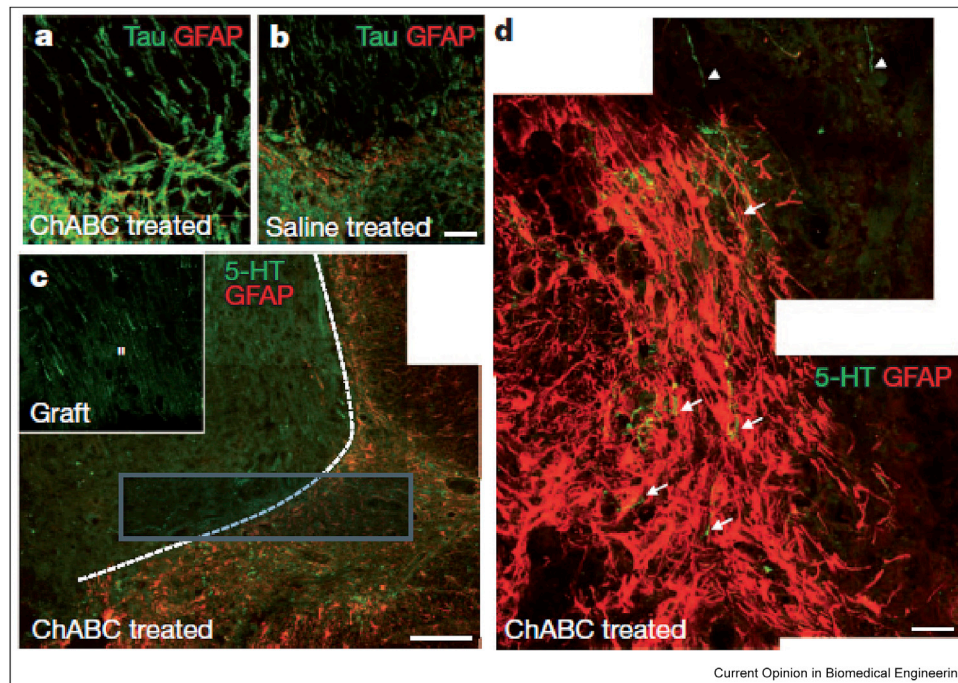 a Tau GFAP
ChABC treated
b Tau GFAP
Saline treated
c 5-HT
GFAP
"
Graft
ChABC treated
d
5-HT GFAP
ChABC treated
Current Opinion in Biomedical Engineerin